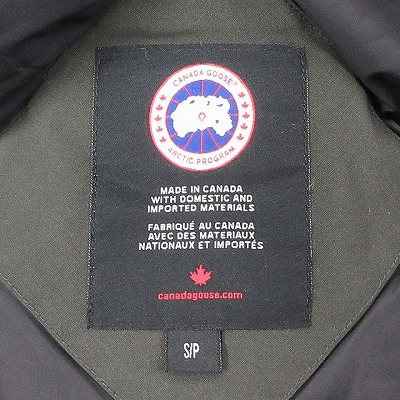 CANADA GOOSE®
ARCTIC PROGRAM
MADE IN CANADA
WITH DOMESTIC AND
IMPORTED MATERIALS
FABRIQUÉ AU CANADA
AVEC DES MATERIAUX
NATIONAUX ET IMPORTÉS
canadagoose.com
S/P